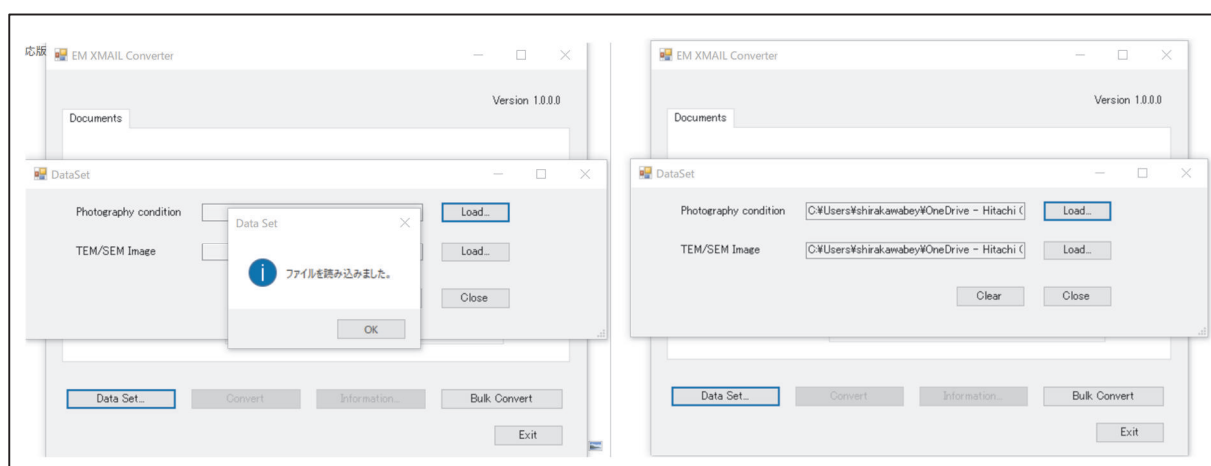 応版
EM XMAIL Converter
Version 1.0.0.0
Documents
DataSet
Photography condition
Load...
TEM/SEM Image
Load...
Close
Data Set
ファイルを読み込みました。
OK
Data Set...
Convert
Information...
Bulk Convert
Exit
EM XMAIL Converter
Version 1.0.0.0
Documents
DataSet
Photography condition
C:¥Users¥shirakawabey¥OneDrive - Hitachi (
Load...
TEM/SEM Image
C:¥Users¥shirakawabey¥OneDrive - Hitachi (
Load...
Clear
Close
Data Set...
Convert
Information...
Bulk Convert
Exit